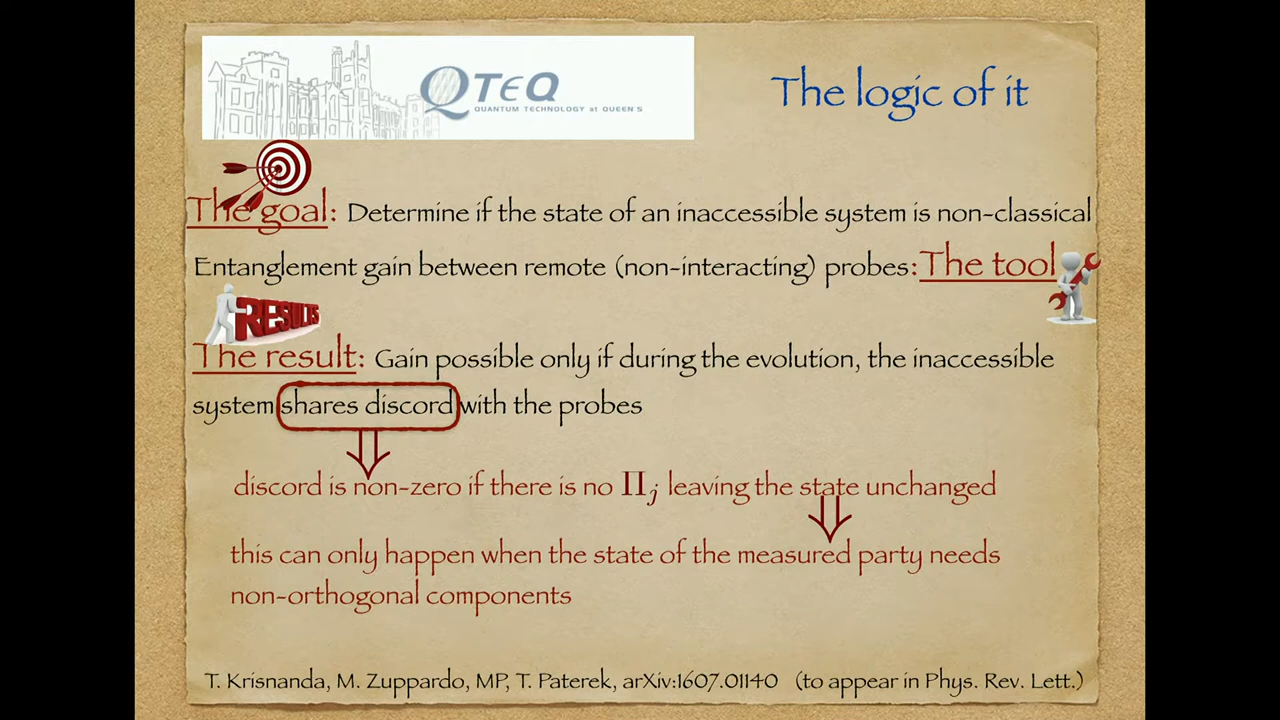 QTEQ
QUANTUM TECHNOLOGY at QUEEN'S
The logic of it
The goal: Determine if the state of an inaccessible system is non-classical
Entanglement gain between remote (non-interacting) probes: The tool
RESULTS
The result: Gain possible only if during the evolution, the inaccessible
system shares discord with the probes
discord is non-zero if there is no Πj leaving the state unchanged
this can only happen when the state of the measured party needs
non-orthogonal components
T. Krisnanda, M. Zuppardo, MP, T. Paterek, arXiv:1607.01140 (to appear in Phys. Rev. Lett.)